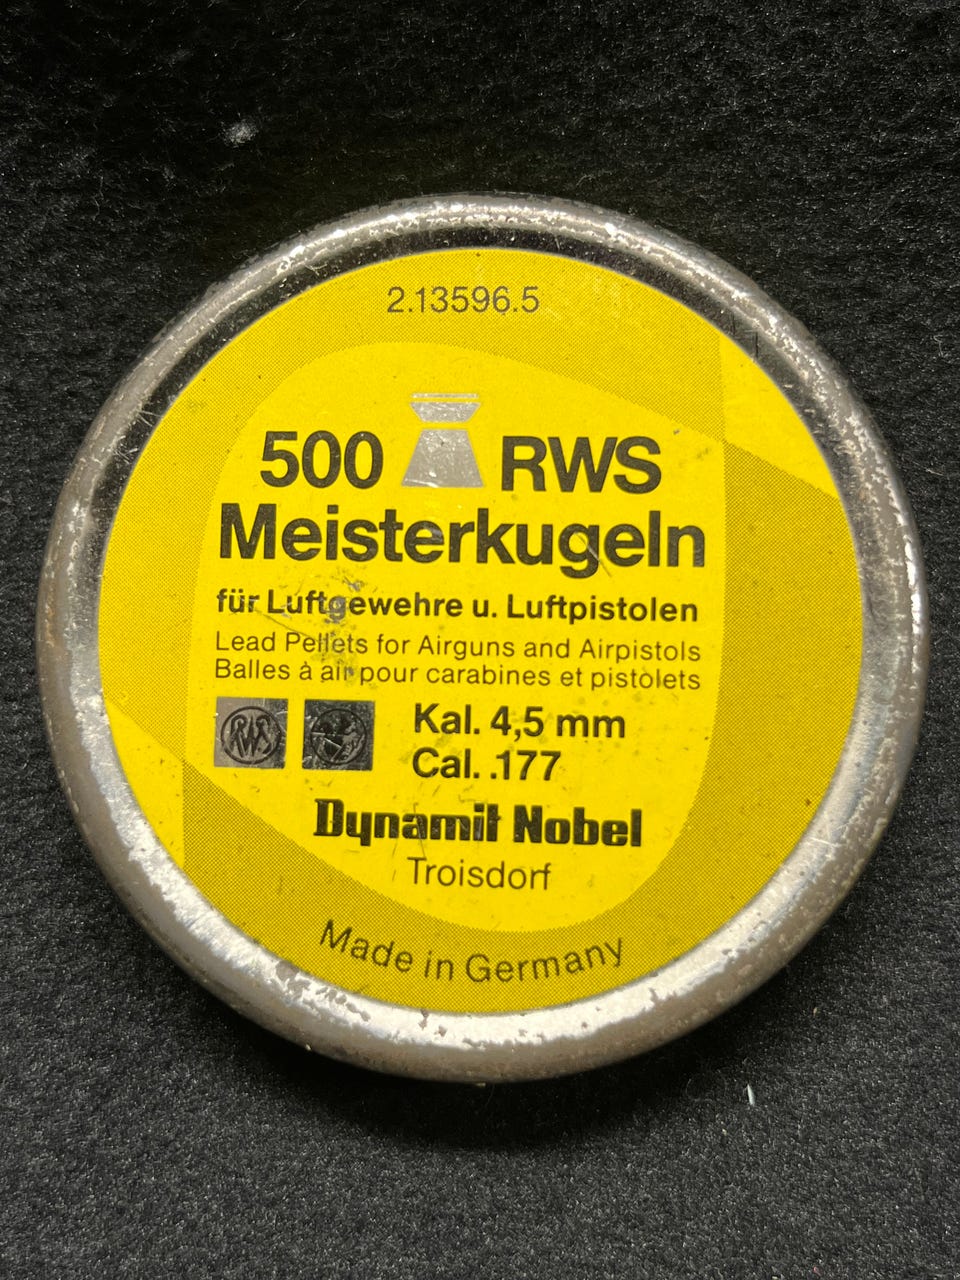 2.13596.5
500 RWS
Meisterkugeln
für Luftgewehre u. Luftpistolen
Lead Pellets for Airguns and Airpistols
Balles à air pour carabines et pistolets
RWS
Kal. 4,5 mm
Cal. .177
Dynamit Nobel
Troisdorf
Made in Germany